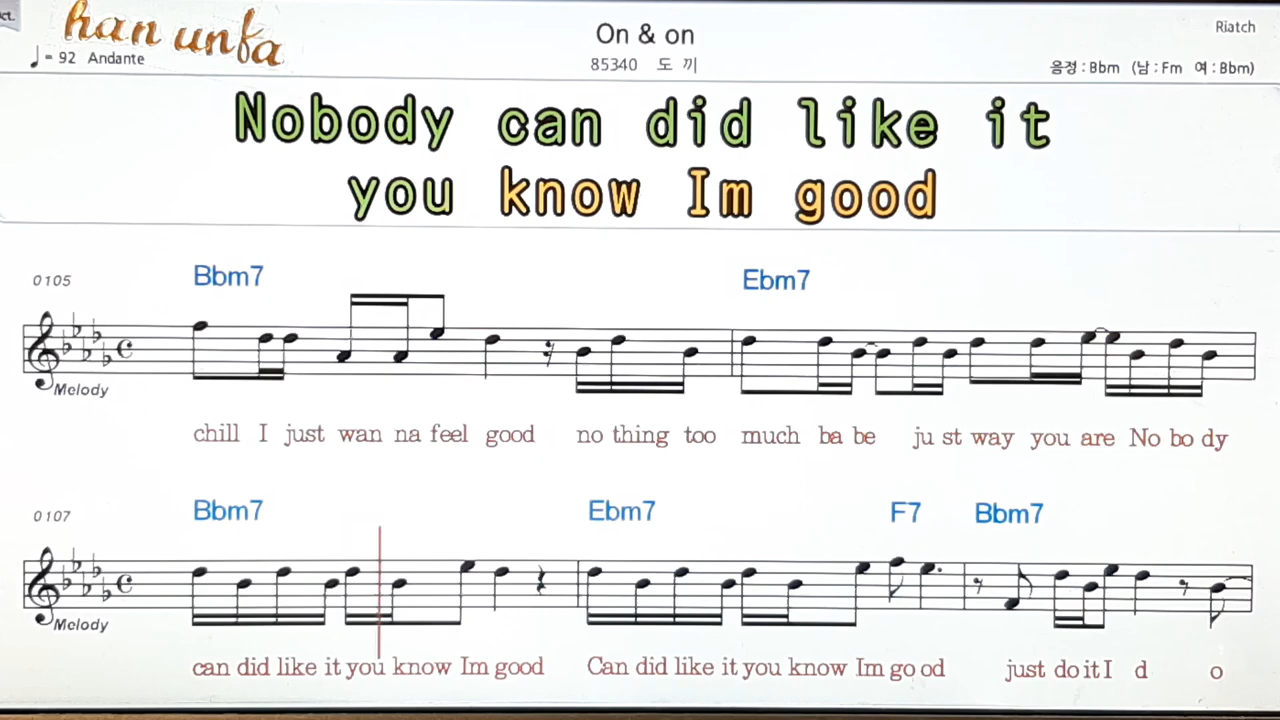 ct.
han unfa
On & on
Riatch
♩ = 92 Andante
85340 도 끼
음정 : Bbm (남 : Fm 여 : Bbm)
Nobody can did like it
you know Im good
0105
Bbm7 Ebm7
Melody
chill I just wan na feel good no thing too much ba be ju st way you are No bo dy
0107
Bbm7 Ebm7 F7 Bbm7
Melody
can did like it you know Im good Can did like it you know Im go od just do it I d o